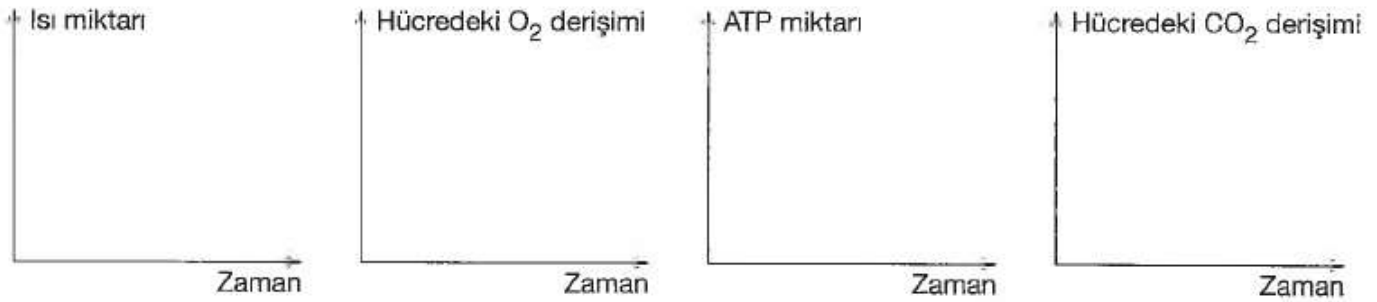 Isı miktarı
Zaman
Hücredeki O₂ derişimi
Zaman
ATP miktarı
Zaman
Hücredeki CO₂ derişimi
Zaman